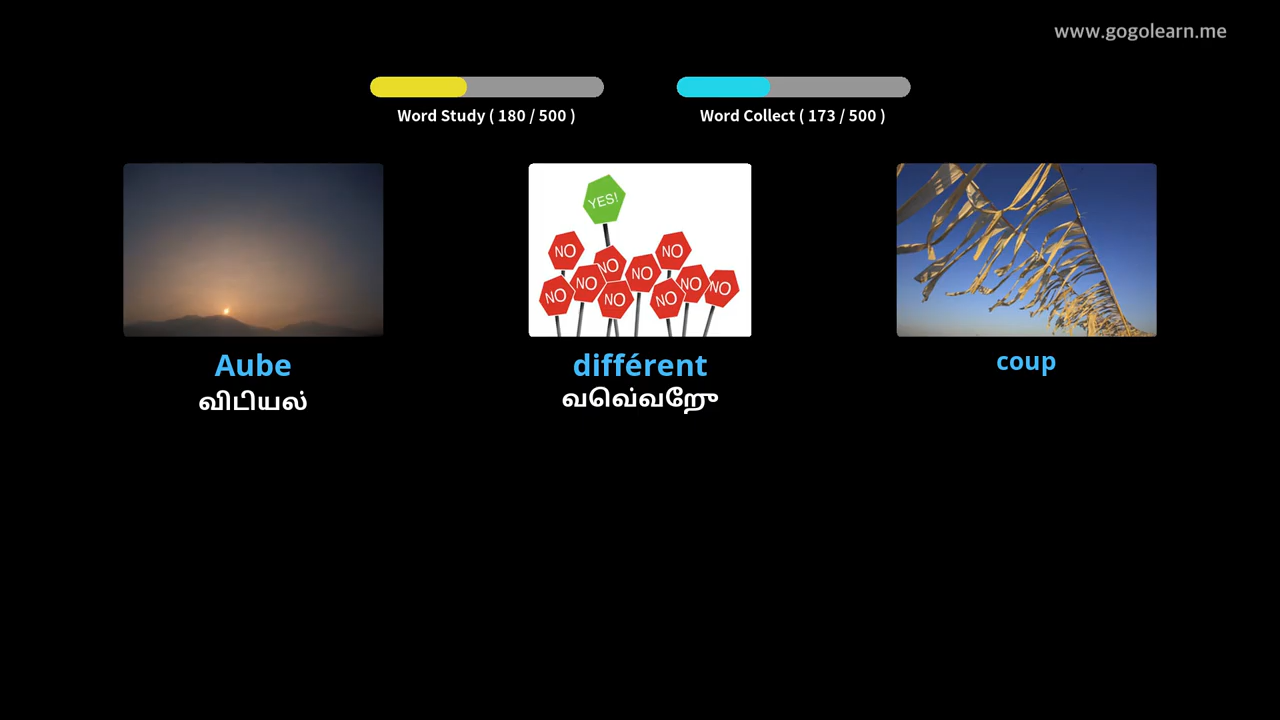 www.gogolearn.me
Word Study ( 180 / 500 )
Word Collect ( 173 / 500 )
YES!
NO
NO
NO
NO
NO
NO
NO
NO
NO
NO
Aube
விடியல்
différent
வெவ்வேறு
coup